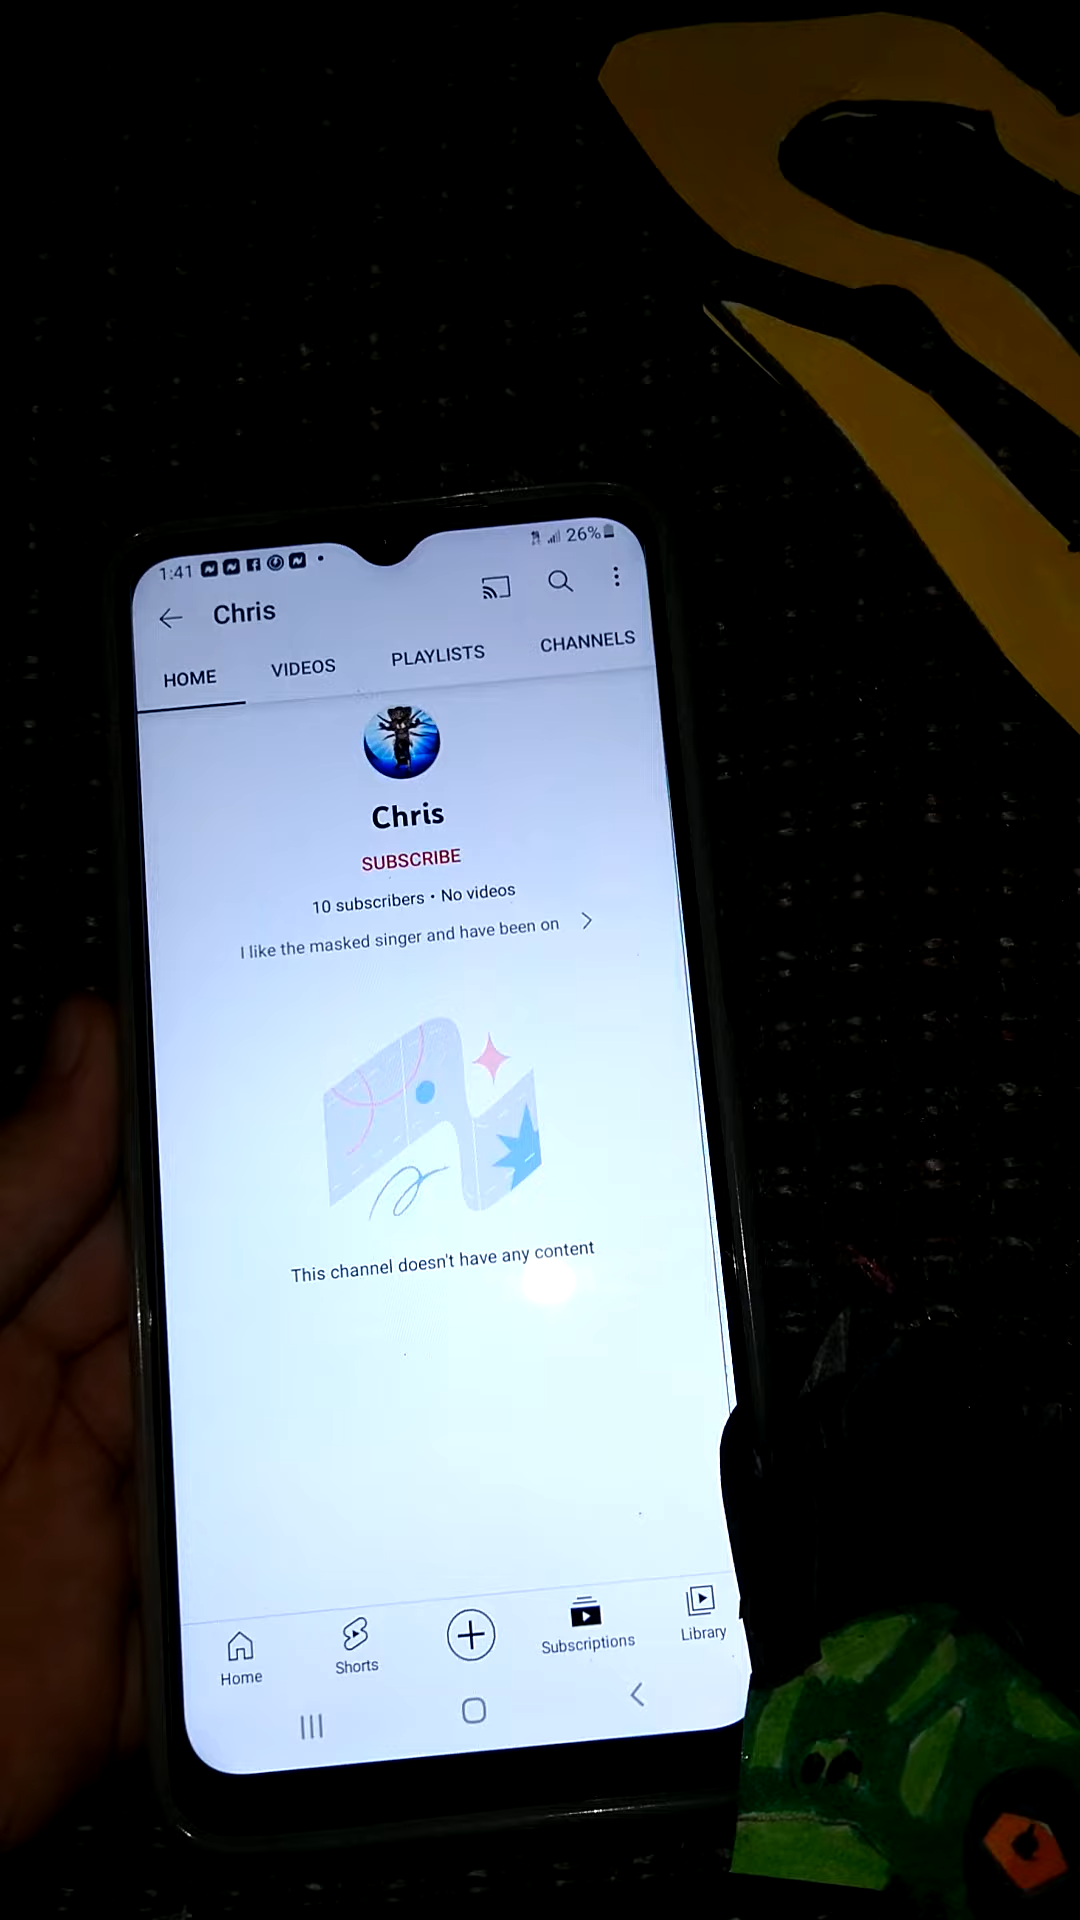 1:41 26%
Chris
HOME VIDEOS PLAYLISTS CHANNELS
Chris
SUBSCRIBE
10 subscribers • No videos
I like the masked singer and have been on
This channel doesn't have any content
Home Shorts Subscriptions Library